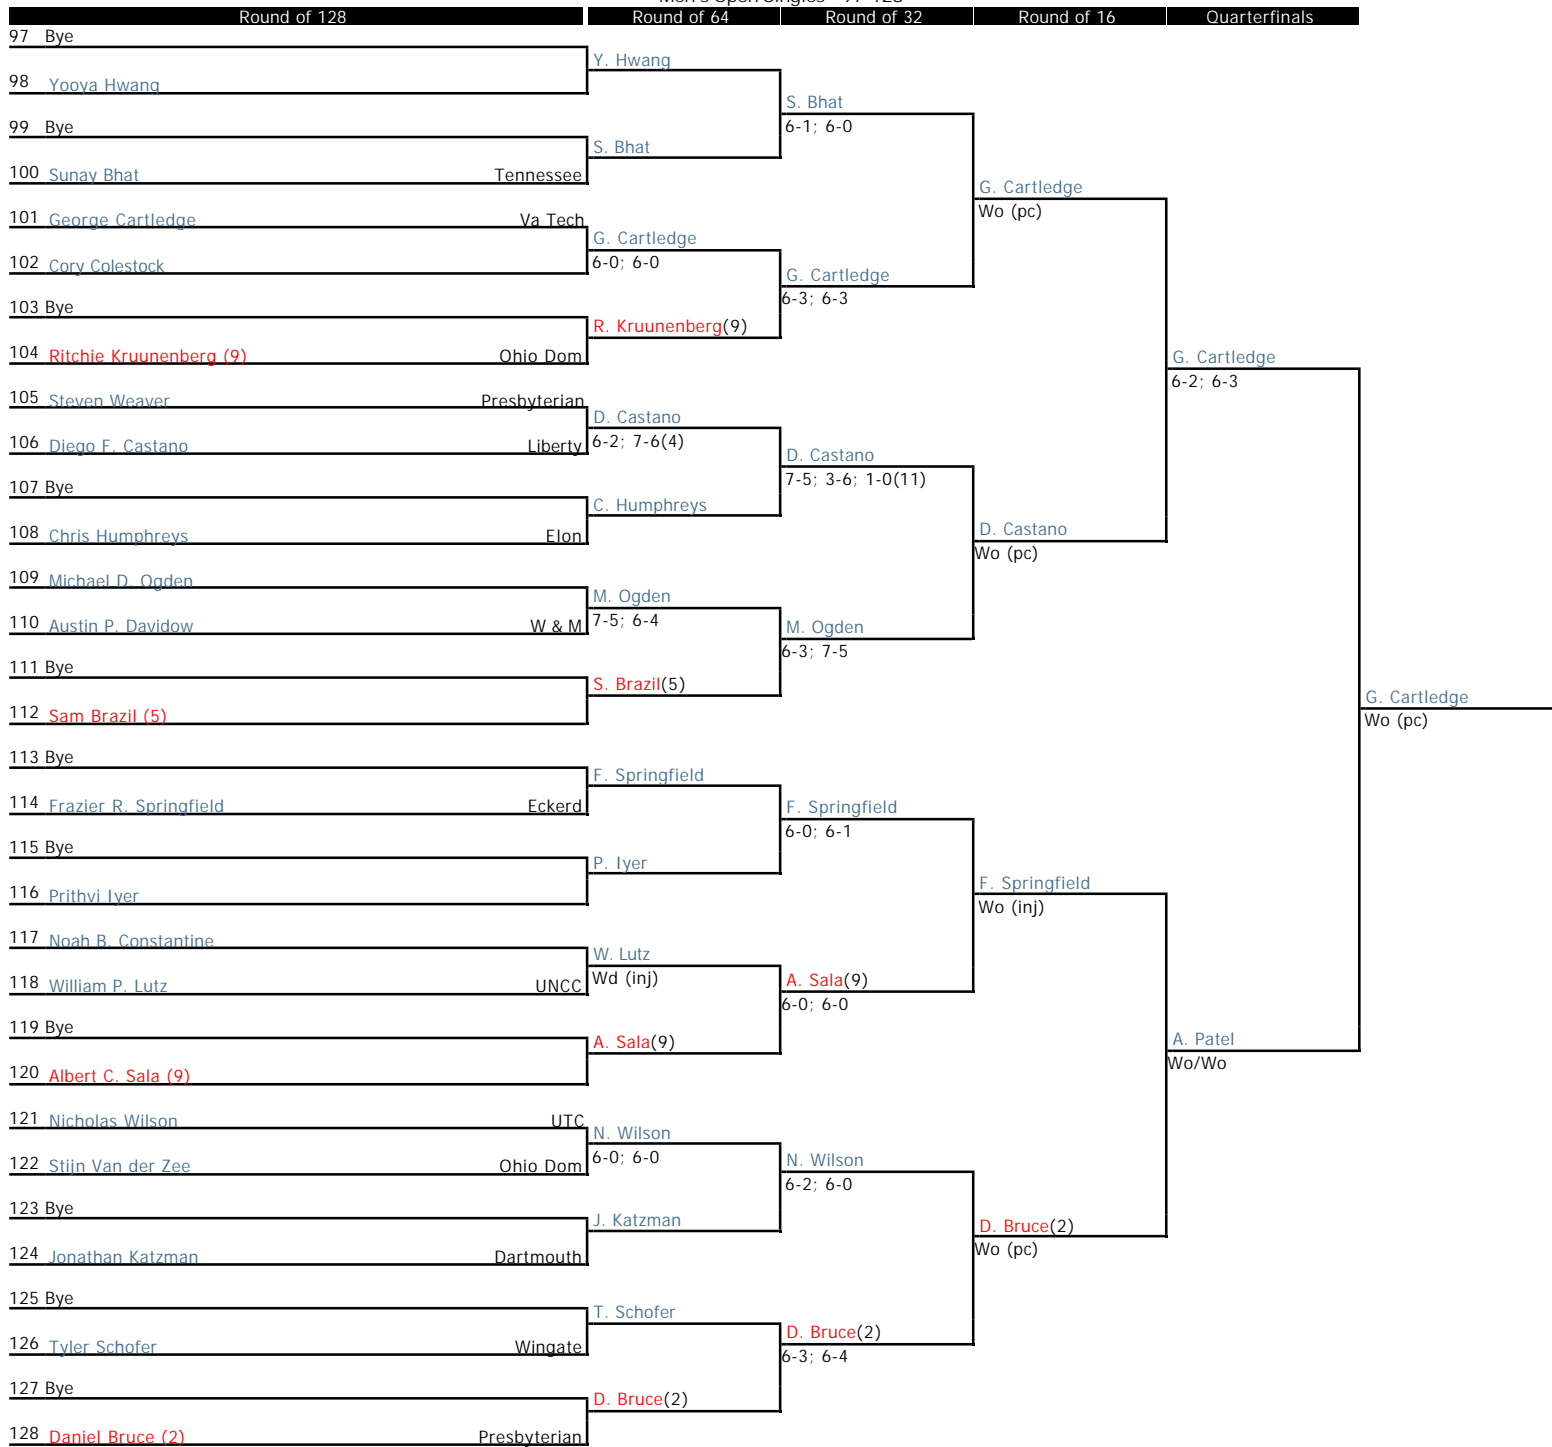 Round of 128 Round of 64 Round of 32 Round of 16 Quarterfinals
97 Bye
Y. Hwang
98 Yooya Hwang
S. Bhat
6-1; 6-0
99 Bye
S. Bhat
100 Sunay Bhat Tennessee
G. Cartledge
Wo (pc)
101 George Cartledge Va Tech
G. Cartledge
6-0; 6-0
102 Cory Colestock
G. Cartledge
6-3; 6-3
103 Bye
R. Kruunenberg(9)
104 Ritchie Kruunenberg (9) Ohio Dom
G. Cartledge
6-2; 6-3
105 Steven Weaver Presbyterian
D. Castano
6-2; 7-6(4)
106 Diego F. Castano Liberty
D. Castano
7-5; 3-6; 1-0(11)
107 Bye
C. Humphreys
108 Chris Humphreys Elon
D. Castano
Wo (pc)
109 Michael D. Ogden
M. Ogden
7-5; 6-4
110 Austin P. Davidow W & M
M. Ogden
6-3; 7-5
111 Bye
S. Brazil(5)
112 Sam Brazil (5)
G. Cartledge
Wo (pc)
113 Bye
F. Springfield
114 Frazier R. Springfield Eckerd
F. Springfield
6-0; 6-1
115 Bye
P. Iyer
116 Prithvi Iyer
F. Springfield
Wo (inj)
117 Noah B. Constantine
W. Lutz
Wd (inj)
118 William P. Lutz UNCC
A. Sala(9)
6-0; 6-0
119 Bye
A. Sala(9)
120 Albert C. Sala (9)
A. Patel
Wo/Wo
121 Nicholas Wilson UTC
N. Wilson
6-0; 6-0
122 Stijn Van der Zee Ohio Dom
N. Wilson
6-2; 6-0
123 Bye
J. Katzman
124 Jonathan Katzman Dartmouth
D. Bruce(2)
Wo (pc)
125 Bye
T. Schofer
126 Tyler Schofer Wingate
D. Bruce(2)
6-3; 6-4
127 Bye
D. Bruce(2)
128 Daniel Bruce (2) Presbyterian